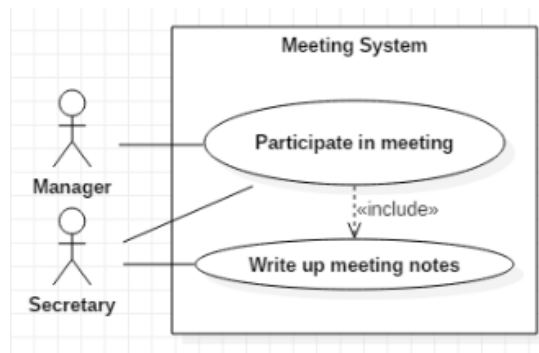 Meeting System
Participate in meeting
Manager
«include»
Write up meeting notes
Secretary